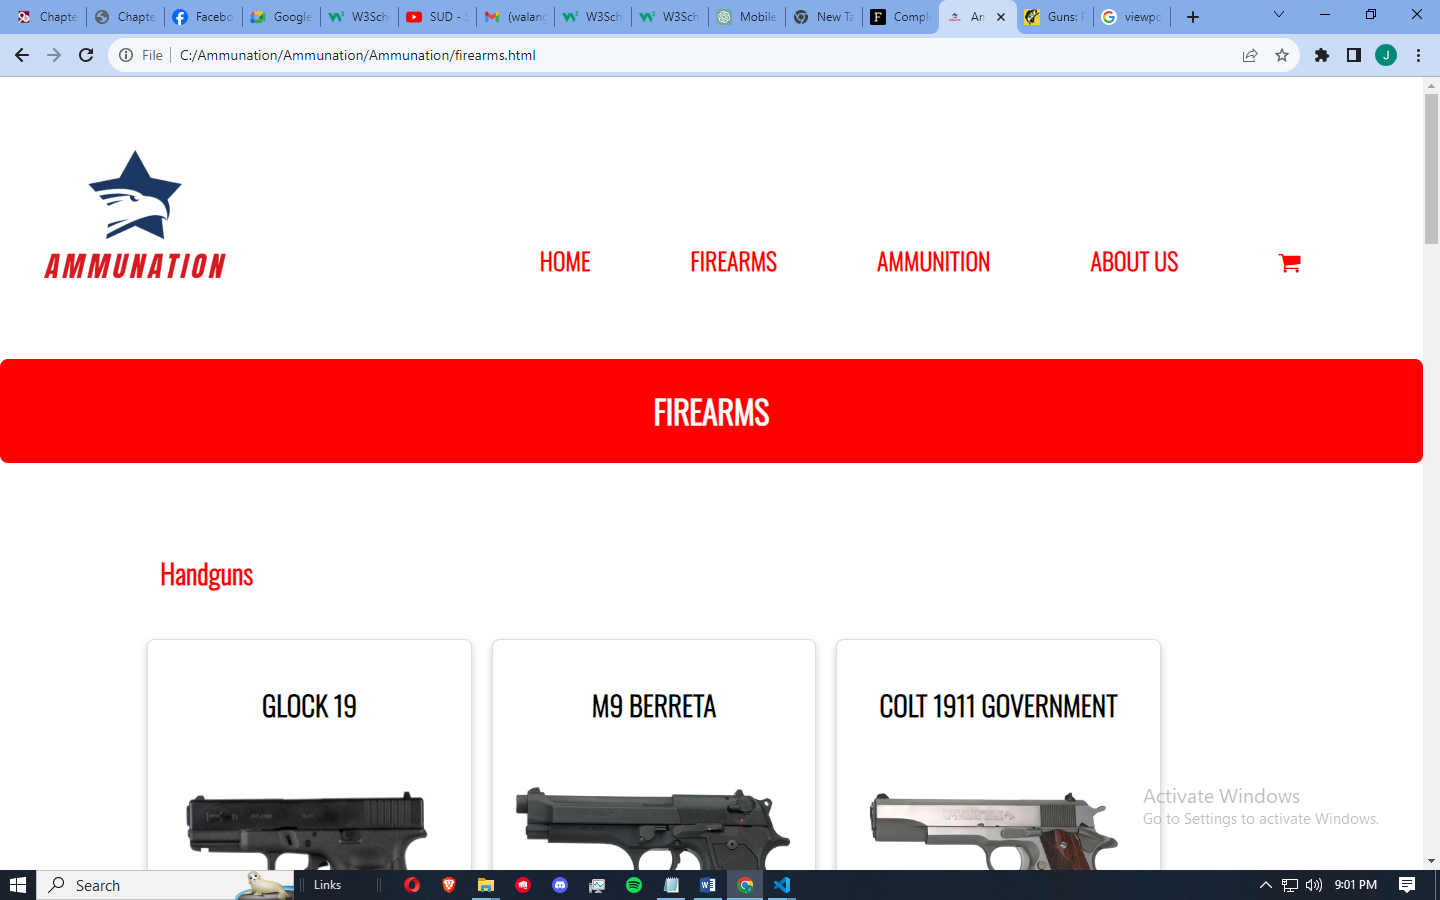 Chapte
Chapte
Facebo
Google
W3Sch
SUD - S
(walang
W3Sch
W3Sch
Mobile
New Ta
Compl
An
Guns: F
viewpo
File
C:/Ammunation/Ammunation/Ammunation/firearms.html
J
AMMUNATION
HOME
FIREARMS
AMMUNITION
ABOUT US
FIREARMS
Handguns
GLOCK 19
M9 BERRETA
COLT 1911 GOVERNMENT
Activate Windows
Go to Settings to activate Windows.
Search
Links
9:01 PM